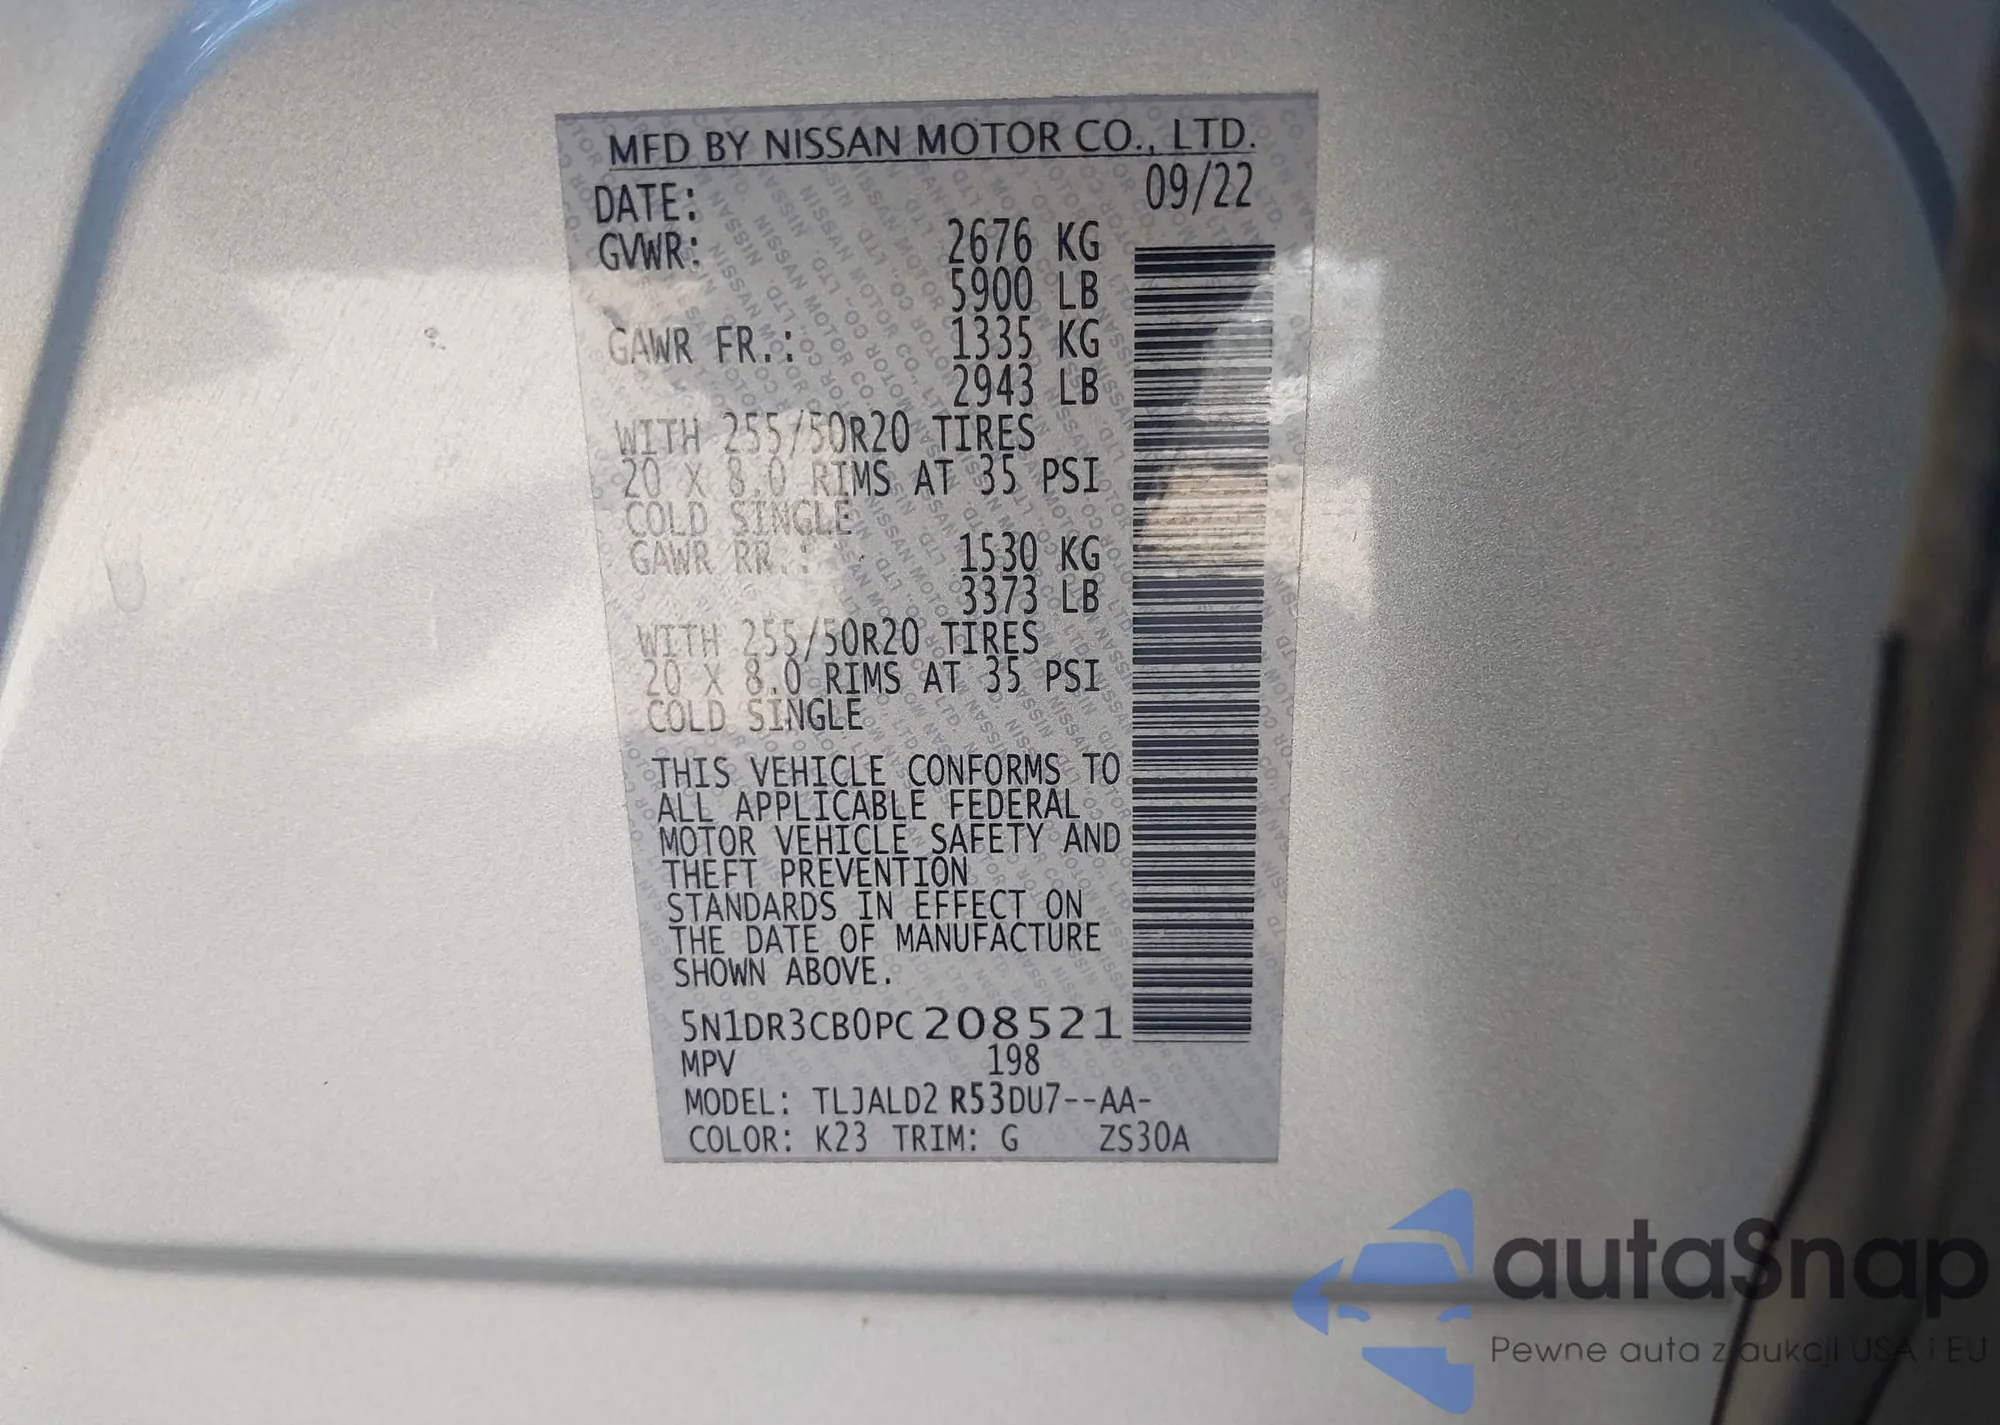 MFD BY NISSAN MOTOR CO., LTD.
DATE: 09/22
GVWR: 2676 KG
5900 LB
GAWR FR.: 1335 KG
2943 LB
WITH 255/50R20 TIRES
20 X 8.0 RIMS AT 35 PSI
COLD SINGLE
GAWR RR.: 1530 KG
3373 LB
WITH 255/50R20 TIRES
20 X 8.0 RIMS AT 35 PSI
COLD SINGLE
THIS VEHICLE CONFORMS TO
ALL APPLICABLE FEDERAL
MOTOR VEHICLE SAFETY AND
THEFT PREVENTION
STANDARDS IN EFFECT ON
THE DATE OF MANUFACTURE
SHOWN ABOVE.
5N1DR3CB0PC208521
MPV 198
MODEL: TLJALD2 R53DU7--AA-
COLOR: K23 TRIM: G ZS30A
autaSnap
Pewne auta z aukcji USA i EU